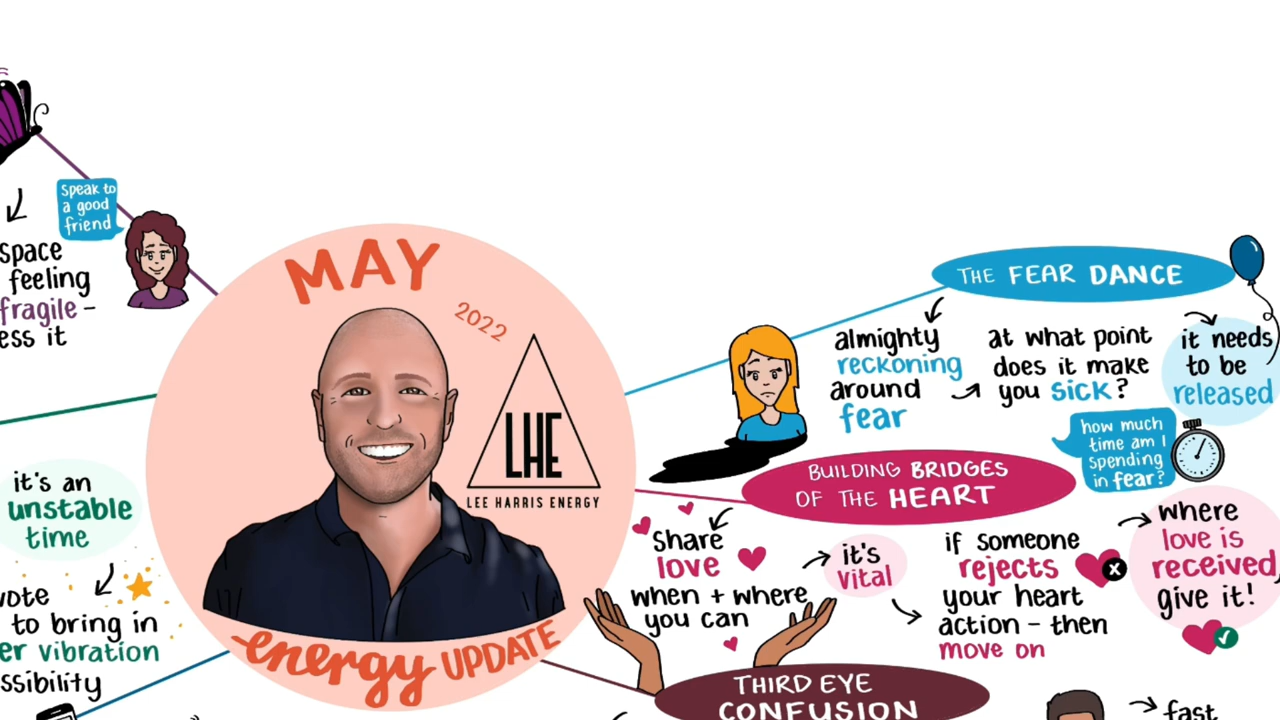 speak to
a good
friend
space
feeling
fragile -
ess it
it's an
unstable
time
vote
to bring in
er vibration
ssibility
MAY
2022
LHE
LEE HARRIS ENERGY
energy UPDATE
THE FEAR DANCE
almighty
reckoning
around
fear
at what point
does it make
you sick?
it needs
to be
released
how much
time am I
spending
in fear?
BUILDING BRIDGES
OF THE HEART
Share
love
when + where
you can
it's
vital
if someone
rejects
your heart
action - then
move on
where
love is
received,
give it!
THIRD EYE
CONFUSION
fast